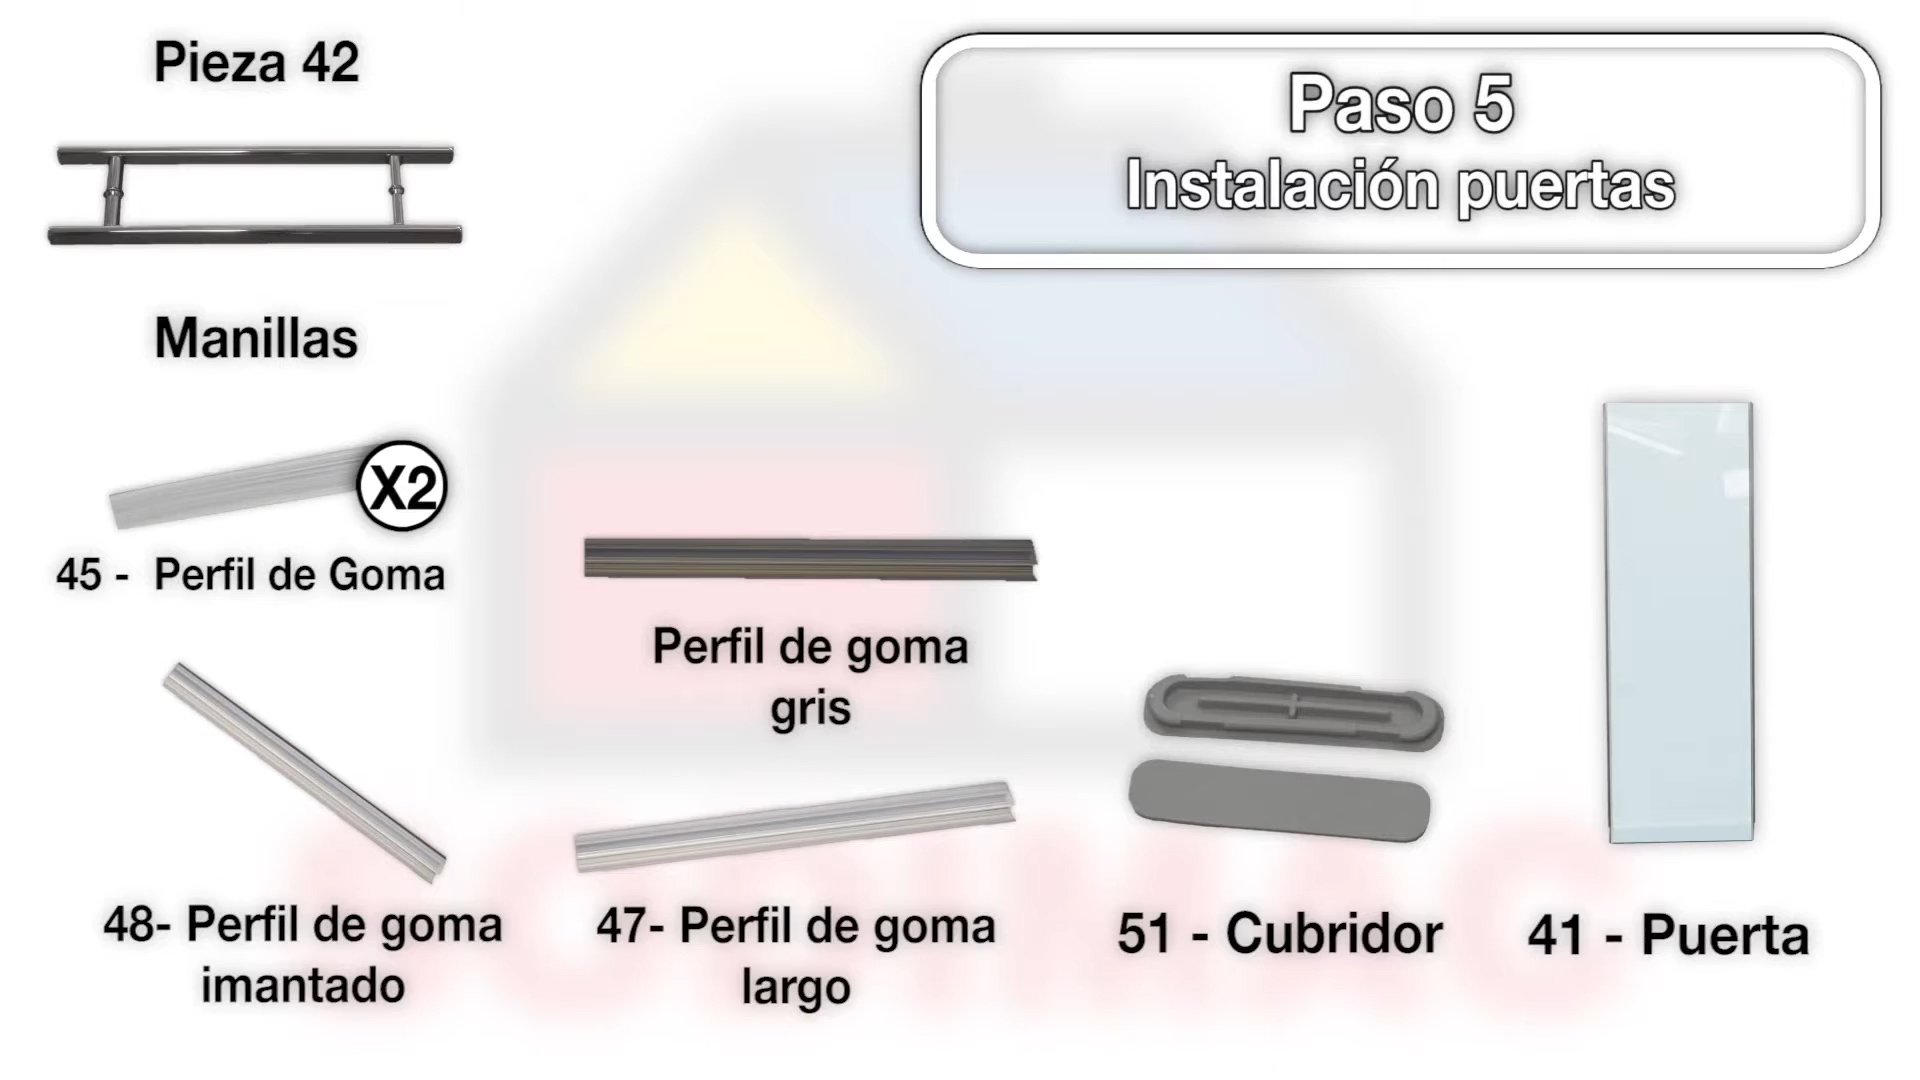 Pieza 42
Paso 5
Instalación puertas
Manillas
X2
45 - Perfil de Goma
Perfil de goma
gris
48- Perfil de goma
imantado
47- Perfil de goma
largo
51 - Cubridor
41 - Puerta